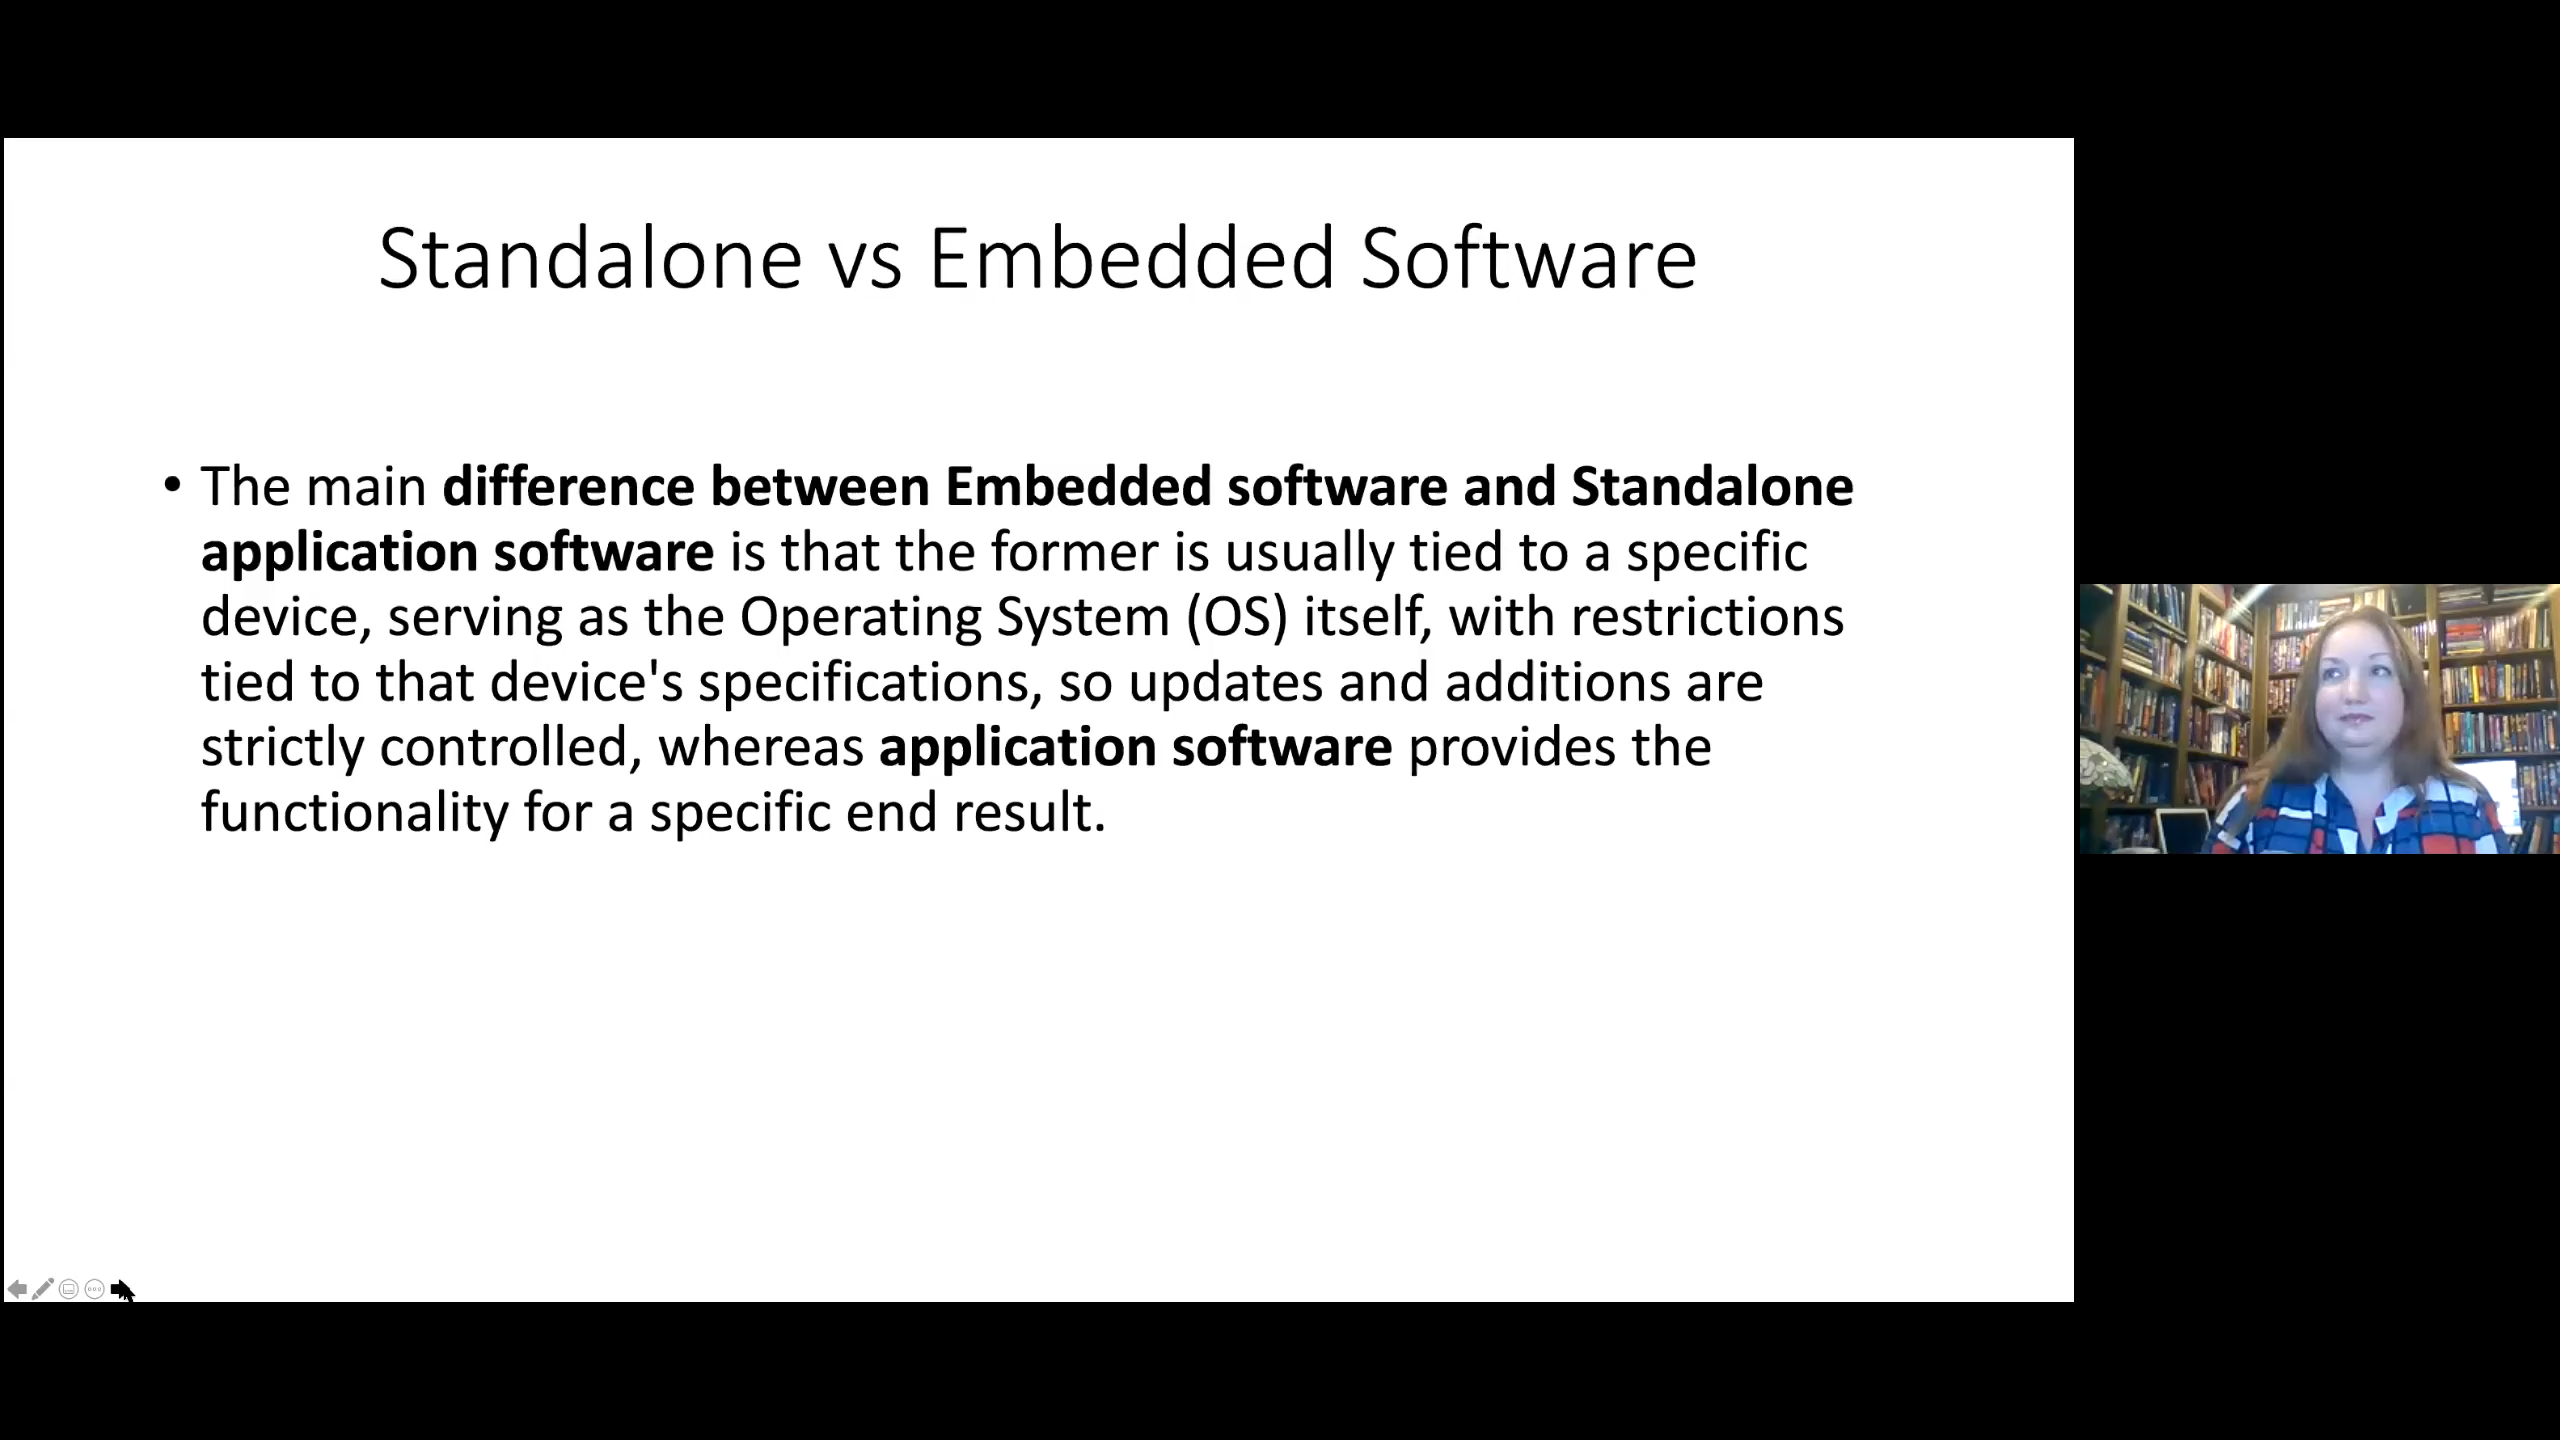 Standalone vs Embedded Software
• The main difference between Embedded software and Standalone
application software is that the former is usually tied to a specific
device, serving as the Operating System (OS) itself, with restrictions
tied to that device's specifications, so updates and additions are
strictly controlled, whereas application software provides the
functionality for a specific end result.